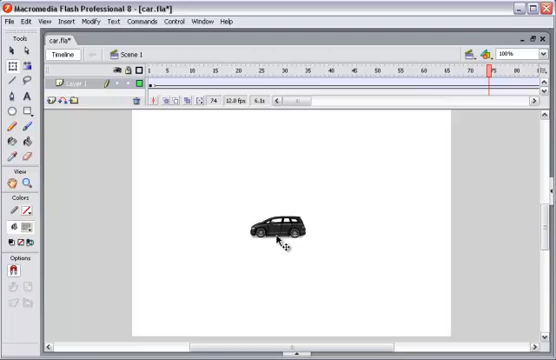 Macromedia Flash Professional 8 - [car.fla*]
File Edit View Insert Modify Text Commands Control Window Help
Tools
car.fla*
Timeline
Scene 1
100%
1 5 10 15 20 25 30 35 40 45 50 55 60 65 70 75 80 85
Layer 1
74 12.0 fps 6.1s
View
Colors
Options